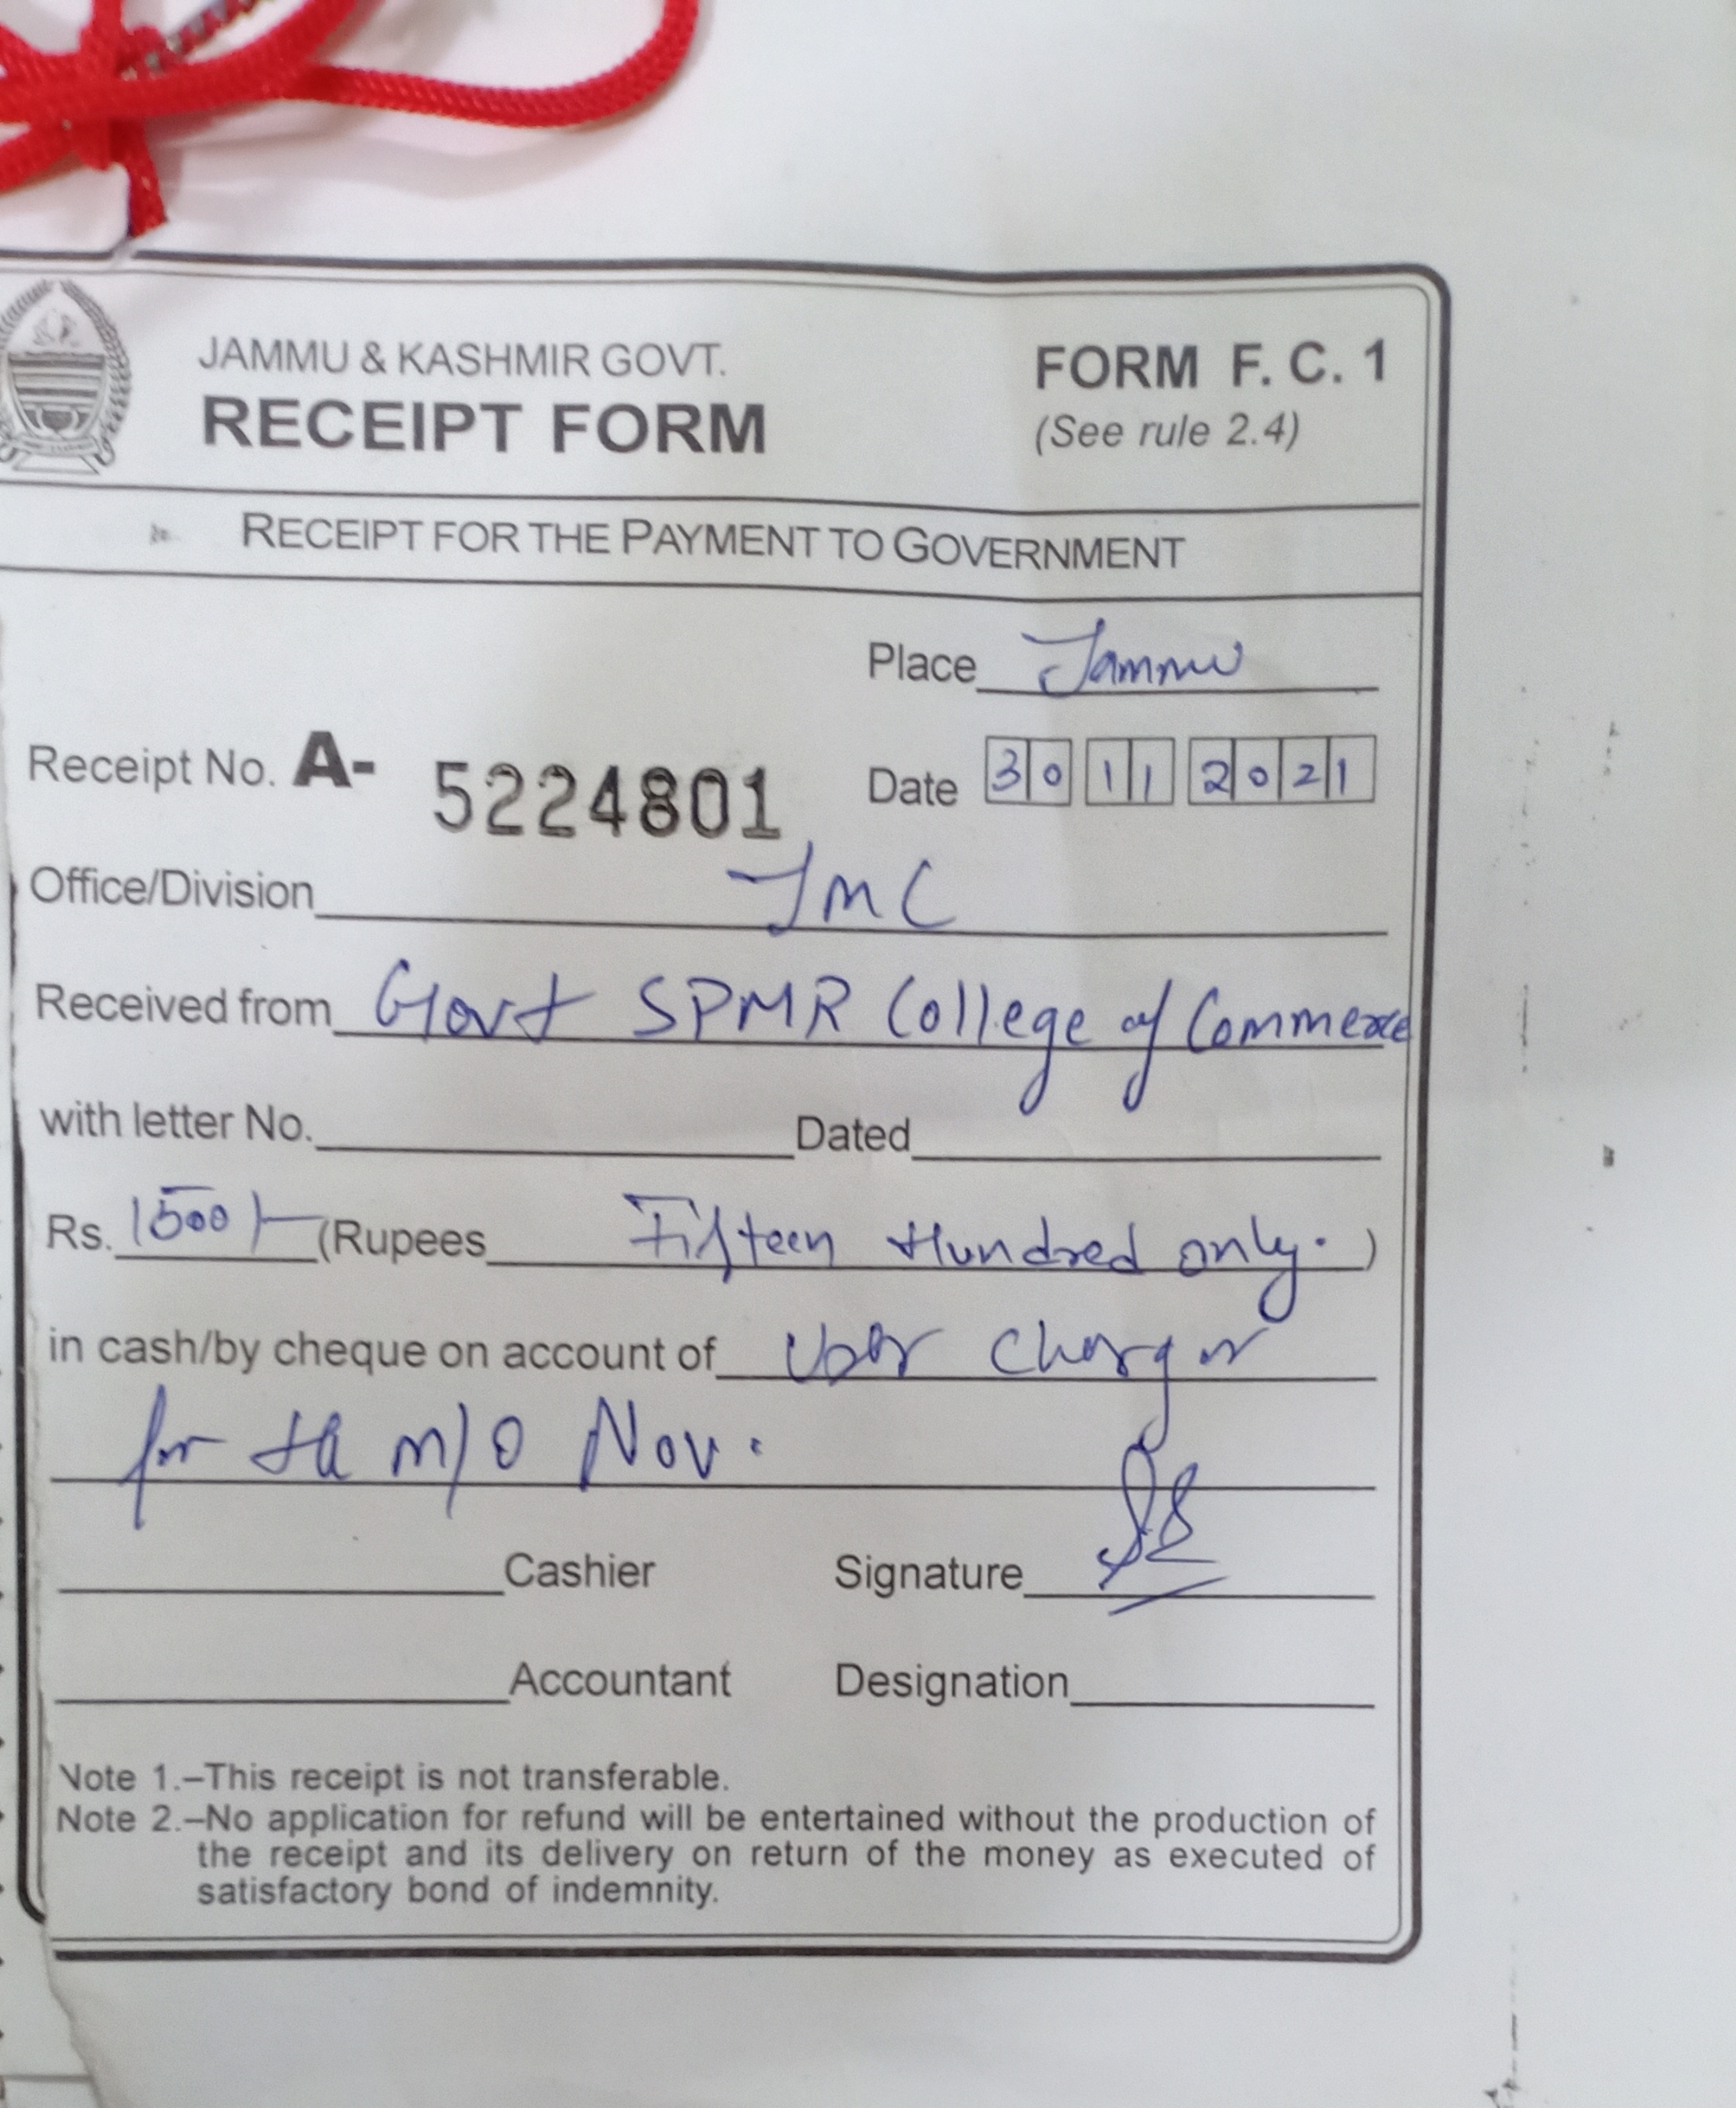 JAMMU & KASHMIR GOVT.
RECEIPT FORM
FORM F. C. 1
(See rule 2.4)
RECEIPT FOR THE PAYMENT TO GOVERNMENT
Place Jammu
Receipt No. A- 5224801
Date 30 11 2021
Office/Division JMC
Received from Govt SPMR College of Commerce
with letter No. Dated
Rs. 1500/- (Rupees Fifteen Hundred only. )
in cash/by cheque on account of User Charges
for the m/o Nov.
Cashier Signature
Accountant Designation
Note 1.–This receipt is not transferable.
Note 2.–No application for refund will be entertained without the production of
the receipt and its delivery on return of the money as executed of
satisfactory bond of indemnity.